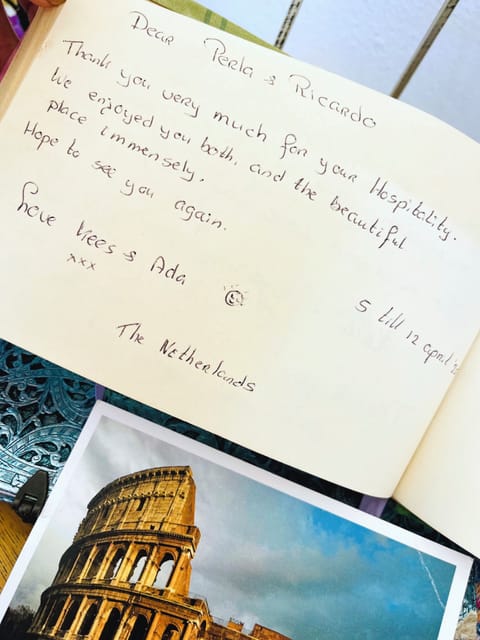 Dear Perla & Ricardo
Thank you very much for your Hospitality.
We enjoyed you both, and the beautiful
place immensely.
Hope to see you again.
Love Kees & Ada
xxx
5 till 12 april
The Netherlands